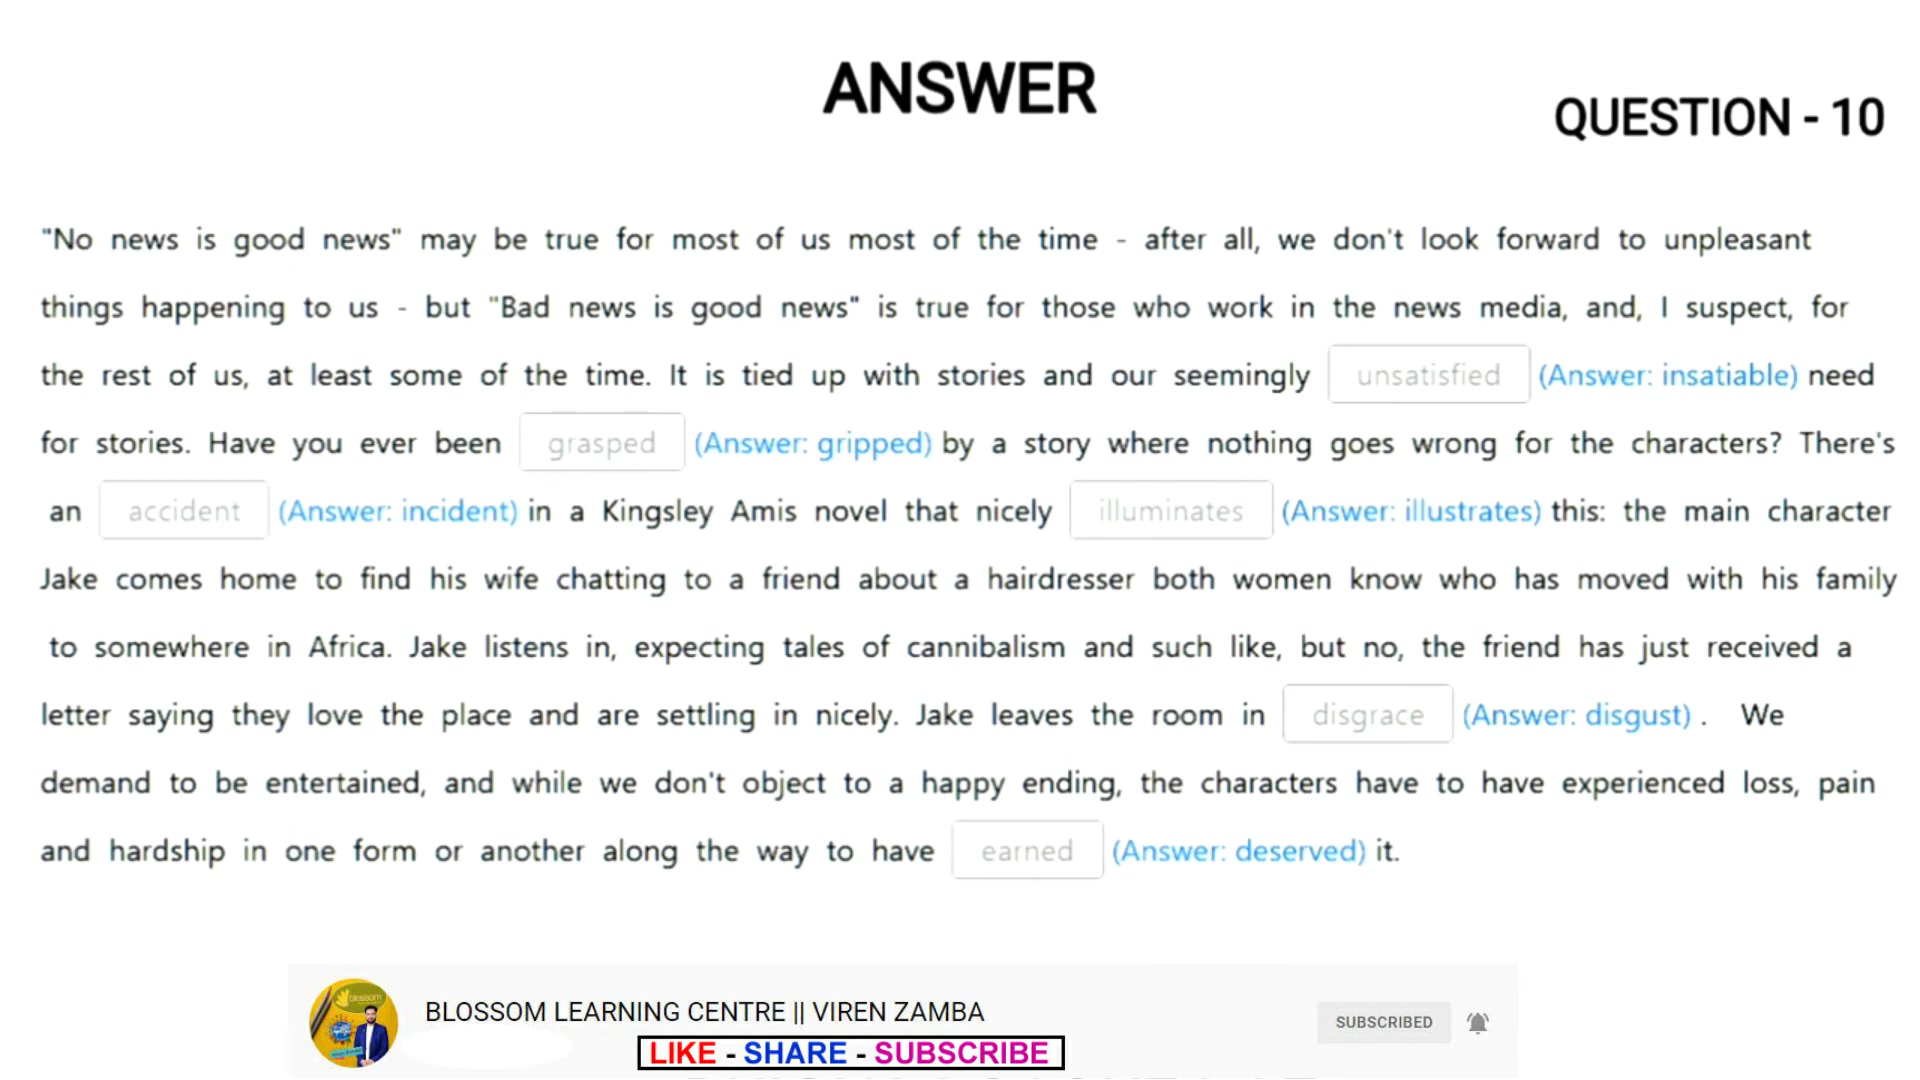 ANSWER
QUESTION - 10
"No news is good news" may be true for most of us most of the time - after all, we don't look forward to unpleasant
things happening to us - but "Bad news is good news" is true for those who work in the news media, and, I suspect, for
the rest of us, at least some of the time. It is tied up with stories and our seemingly unsatisfied (Answer: insatiable) need
for stories. Have you ever been grasped (Answer: gripped) by a story where nothing goes wrong for the characters? There's
an accident (Answer: incident) in a Kingsley Amis novel that nicely illuminates (Answer: illustrates) this: the main character
Jake comes home to find his wife chatting to a friend about a hairdresser both women know who has moved with his family
to somewhere in Africa. Jake listens in, expecting tales of cannibalism and such like, but no, the friend has just received a
letter saying they love the place and are settling in nicely. Jake leaves the room in disgrace (Answer: disgust) . We
demand to be entertained, and while we don't object to a happy ending, the characters have to have experienced loss, pain
and hardship in one form or another along the way to have earned (Answer: deserved) it.
blossom
BLOSSOM LEARNING CENTRE || VIREN ZAMBA
SUBSCRIBED
LIKE - SHARE - SUBSCRIBE